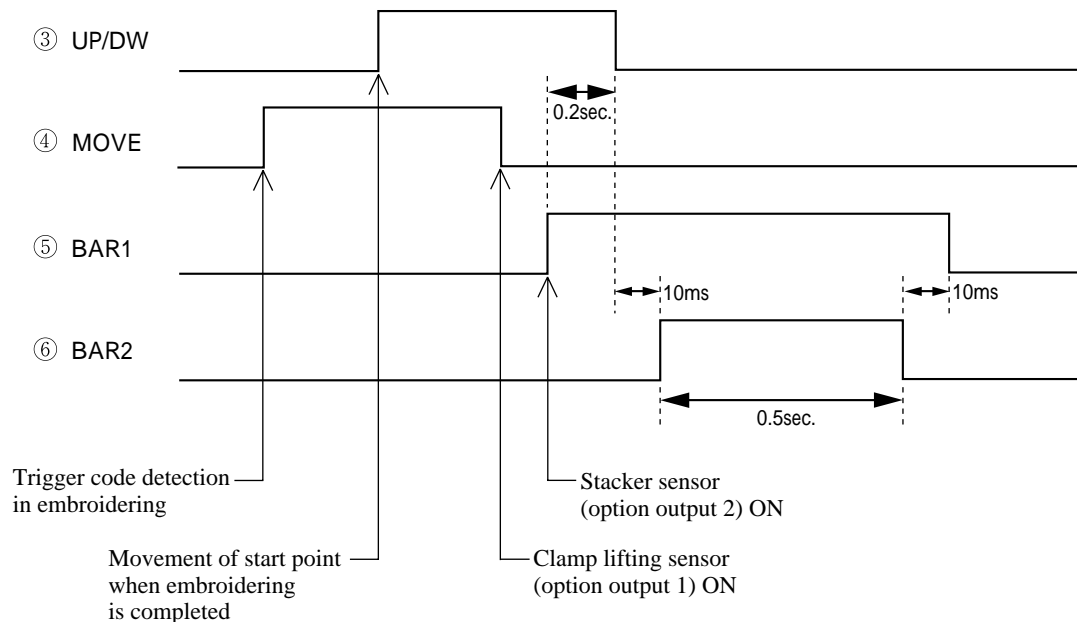 ③ UP/DW
0.2sec.
④ MOVE
⑤ BAR1
10ms
10ms
⑥ BAR2
0.5sec.
Trigger code detection
in embroidering
Stacker sensor
(option output 2) ON
Movement of start point
when embroidering
is completed
Clamp lifting sensor
(option output 1) ON